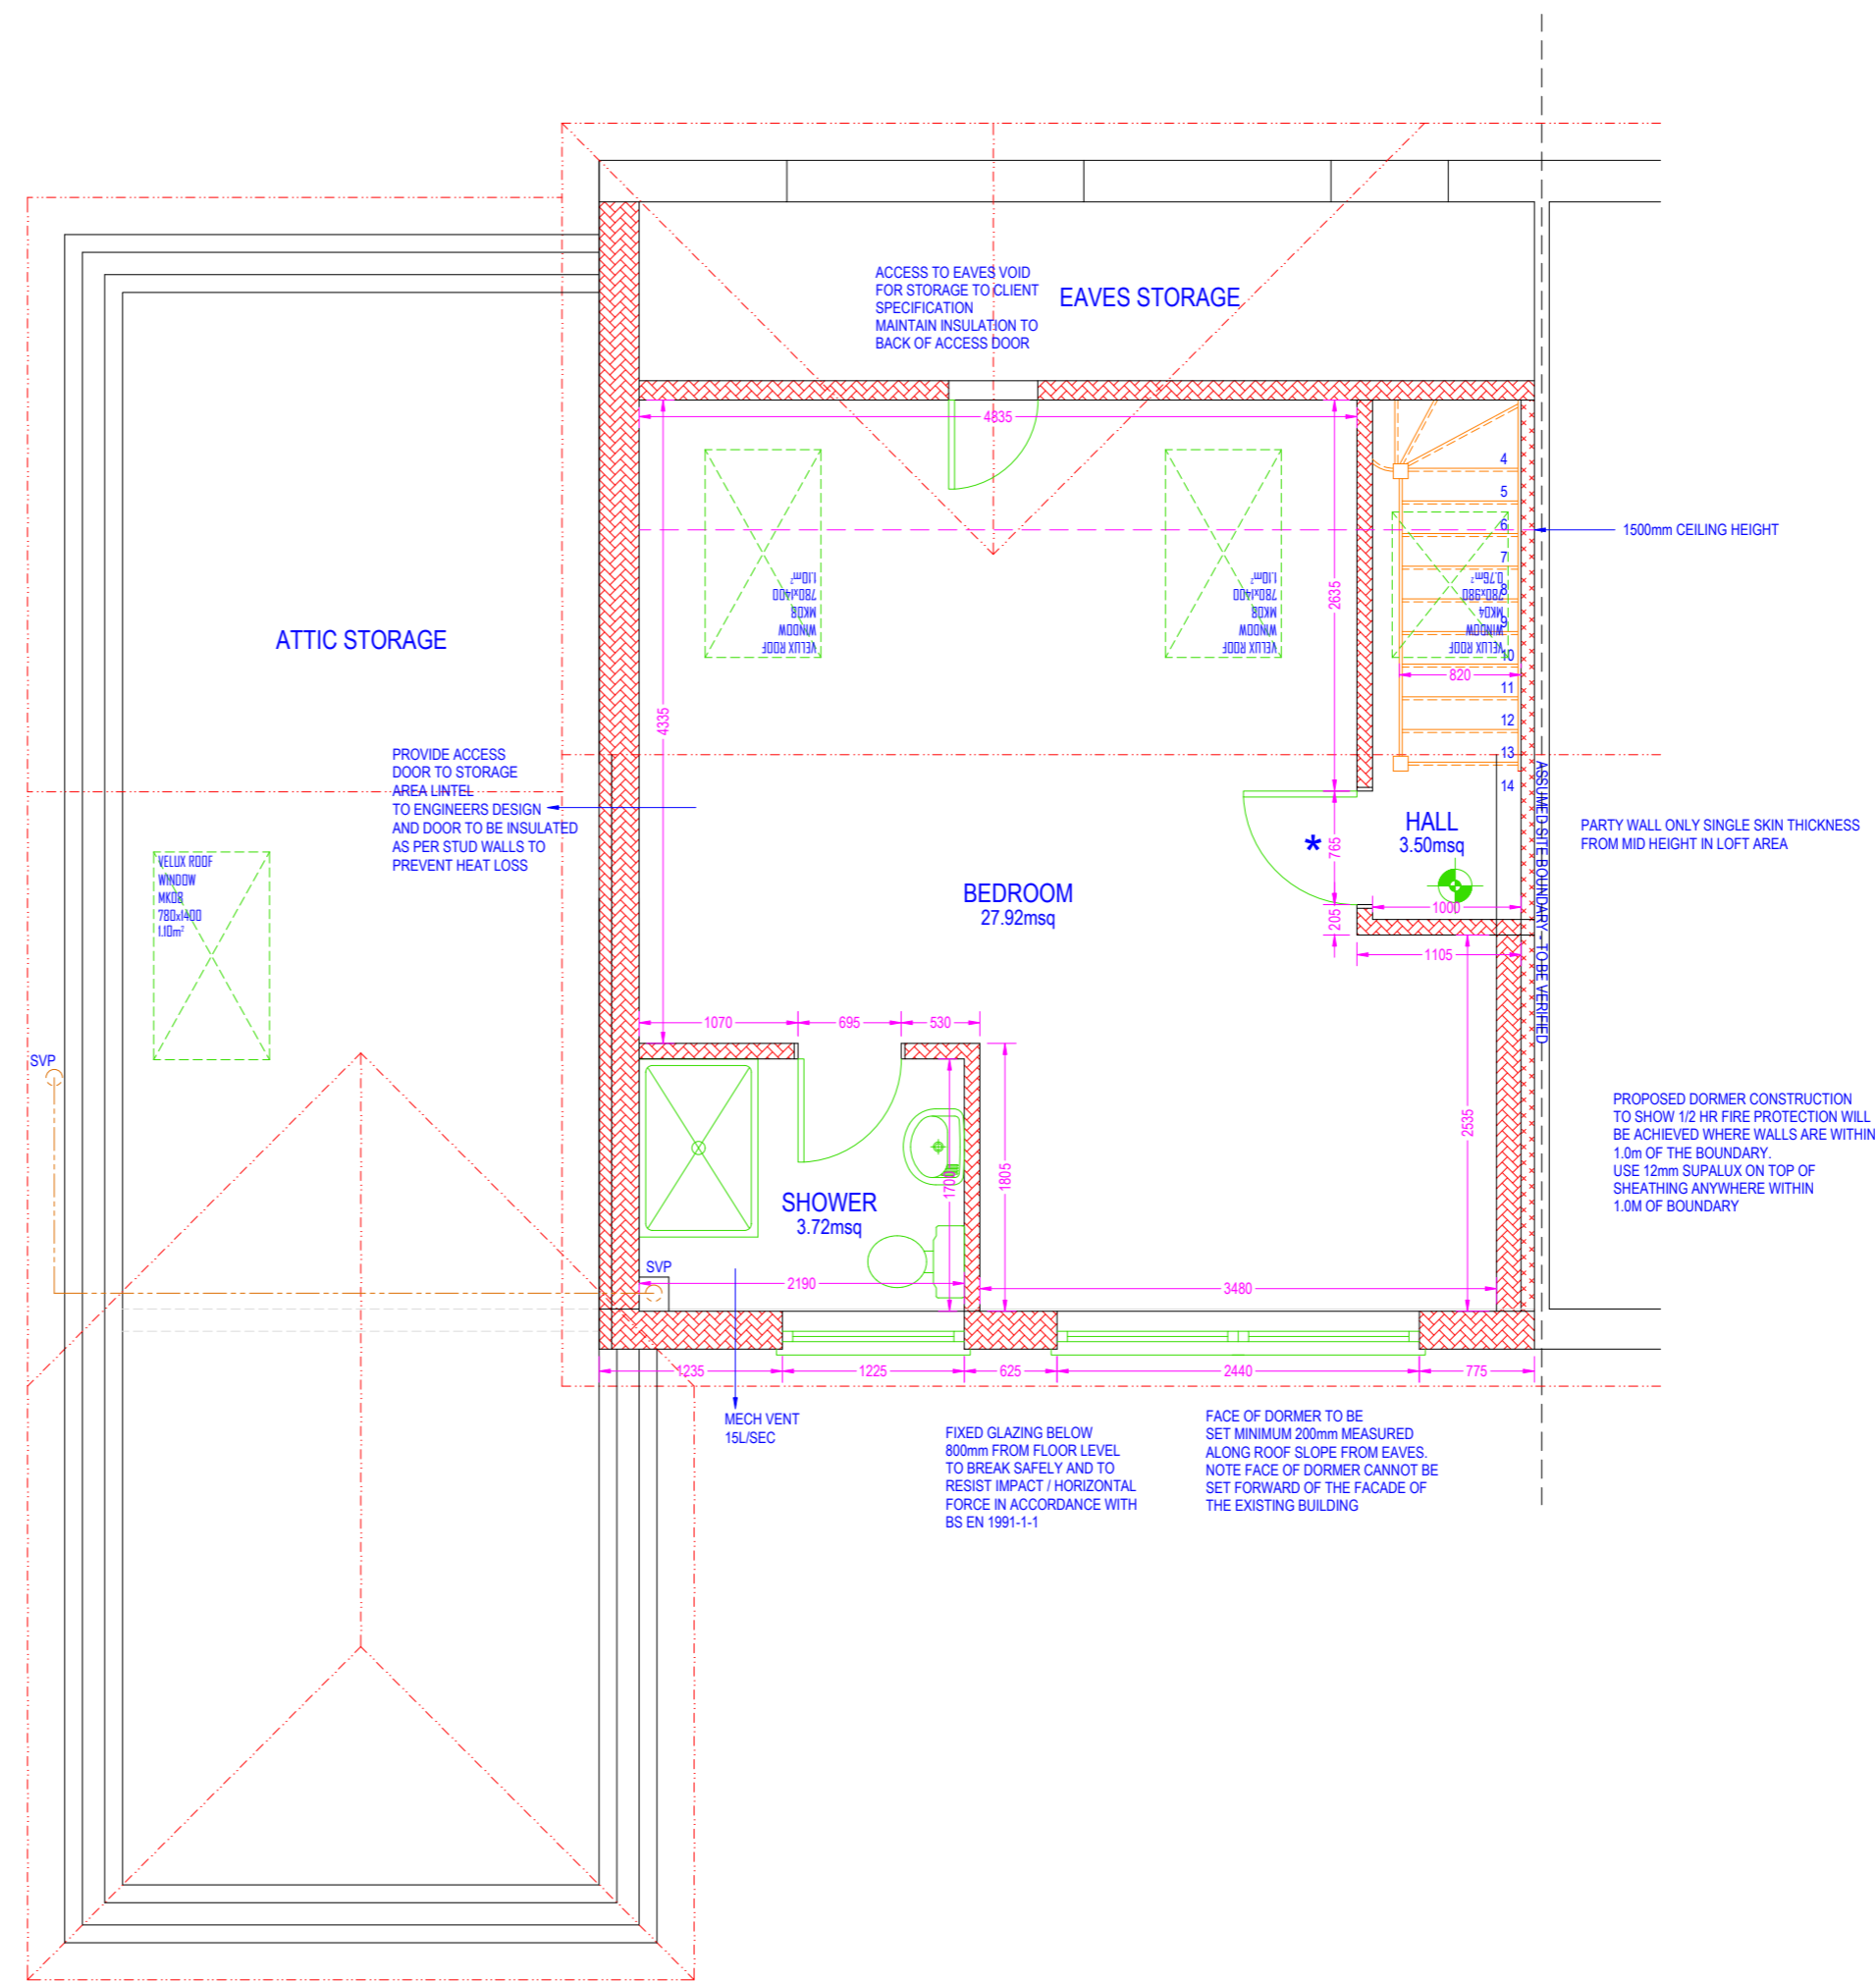 ACCESS TO EAVES VOID
FOR STORAGE TO CLIENT
SPECIFICATION
MAINTAIN INSULATION TO
BACK OF ACCESS DOOR
EAVES STORAGE
4835
VELUX ROOF
WINDOW
MK08
780x1400
1.10m²
VELUX ROOF
WINDOW
MK08
780x1400
1.10m²
2635
4
5
6
7
8
9
10
11
12
13
14
VELUX ROOF
WINDOW
MK04
780x980
0.76m²
820
1500mm CEILING HEIGHT
ATTIC STORAGE
4335
PROVIDE ACCESS
DOOR TO STORAGE
AREA LINTEL
TO ENGINEERS DESIGN
AND DOOR TO BE INSULATED
AS PER STUD WALLS TO
PREVENT HEAT LOSS
VELUX ROOF
WINDOW
MK08
780x1400
1.10m²
SVP
BEDROOM
27.92msq
*
765
205
HALL
3.50msq
1000
1105
ASSUMED SITE BOUNDARY - TO BE VERIFIED
PARTY WALL ONLY SINGLE SKIN THICKNESS
FROM MID HEIGHT IN LOFT AREA
1070
695
530
1700
1805
2535
SHOWER
3.72msq
SVP
2190
3480
PROPOSED DORMER CONSTRUCTION
TO SHOW 1/2 HR FIRE PROTECTION WILL
BE ACHIEVED WHERE WALLS ARE WITHIN
1.0m OF THE BOUNDARY.
USE 12mm SUPALUX ON TOP OF
SHEATHING ANYWHERE WITHIN
1.0M OF BOUNDARY
1235
1225
625
2440
775
MECH VENT
15L/SEC
FIXED GLAZING BELOW
800mm FROM FLOOR LEVEL
TO BREAK SAFELY AND TO
RESIST IMPACT / HORIZONTAL
FORCE IN ACCORDANCE WITH
BS EN 1991-1-1
FACE OF DORMER TO BE
SET MINIMUM 200mm MEASURED
ALONG ROOF SLOPE FROM EAVES.
NOTE FACE OF DORMER CANNOT BE
SET FORWARD OF THE FACADE OF
THE EXISTING BUILDING